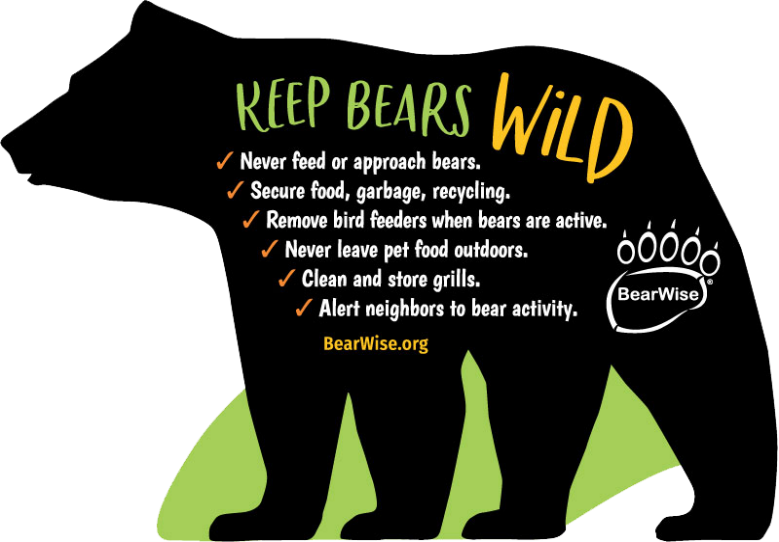 KEEP BEARS WiLD
✓ Never feed or approach bears.
✓ Secure food, garbage, recycling.
✓ Remove bird feeders when bears are active.
✓ Never leave pet food outdoors.
✓ Clean and store grills.
✓ Alert neighbors to bear activity.
BearWise®
BearWise.org